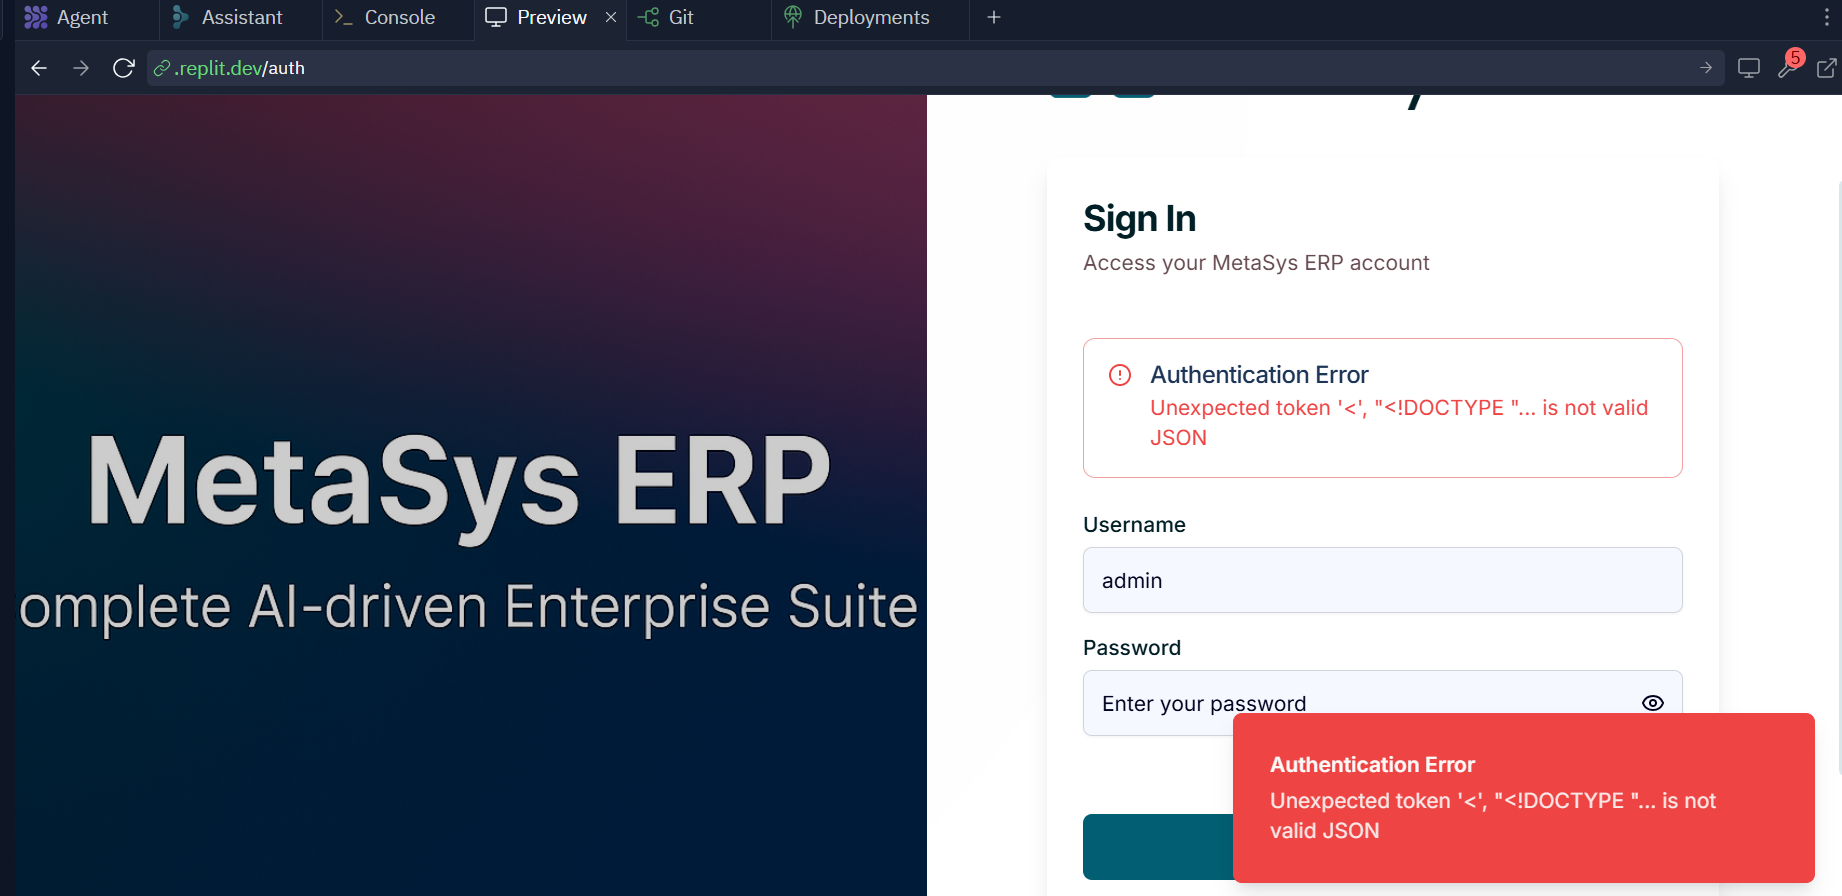 Agent
Assistant
Console
Preview
Git
Deployments
.replit.dev/auth
5
MetaSys ERP
omplete AI-driven Enterprise Suite
Sign In
Access your MetaSys ERP account
Authentication Error
Unexpected token '<', "<!DOCTYPE "... is not valid
JSON
Username
admin
Password
Enter your password
Authentication Error
Unexpected token '<', "<!DOCTYPE "... is not
valid JSON